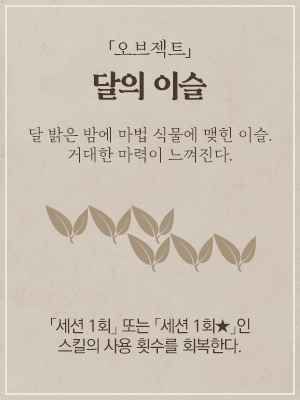 「오브젝트」
달의 이슬
달 밝은 밤에 마법 식물에 맺힌 이슬.
거대한 마력이 느껴진다.
「세션 1회」 또는 「세션 1회★」인
스킬의 사용 횟수를 회복한다.